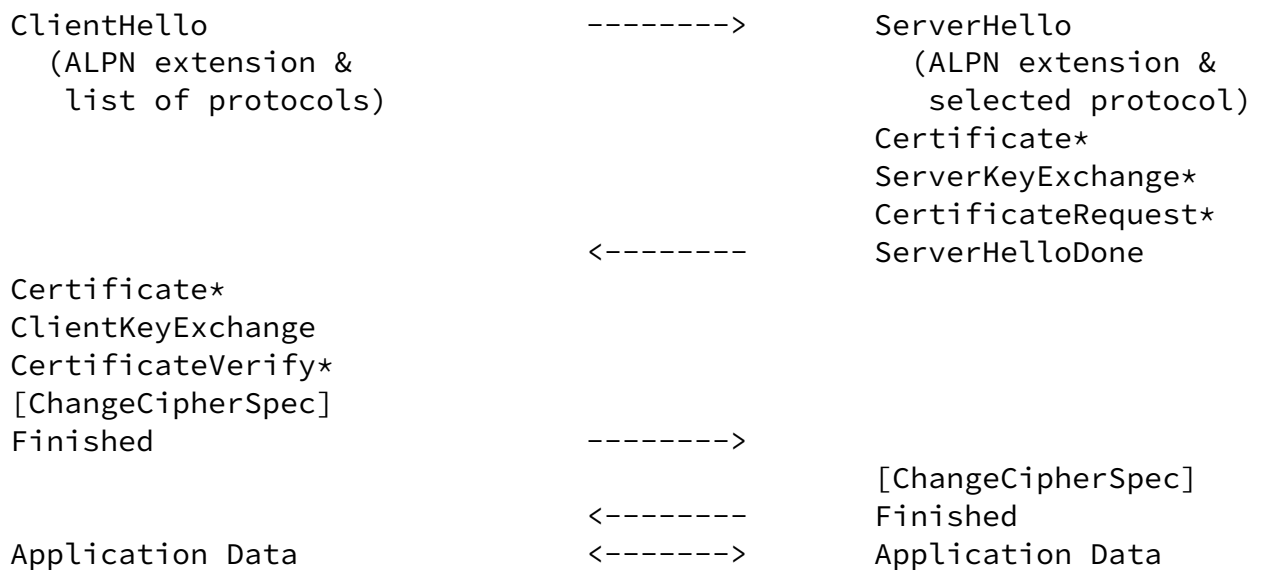 ClientHello --------> ServerHello
(ALPN extension & (ALPN extension &
list of protocols) selected protocol)
Certificate*
ServerKeyExchange*
CertificateRequest*
<-------- ServerHelloDone
Certificate*
ClientKeyExchange
CertificateVerify*
[ChangeCipherSpec]
Finished -------->
[ChangeCipherSpec]
<-------- Finished
Application Data <-------> Application Data